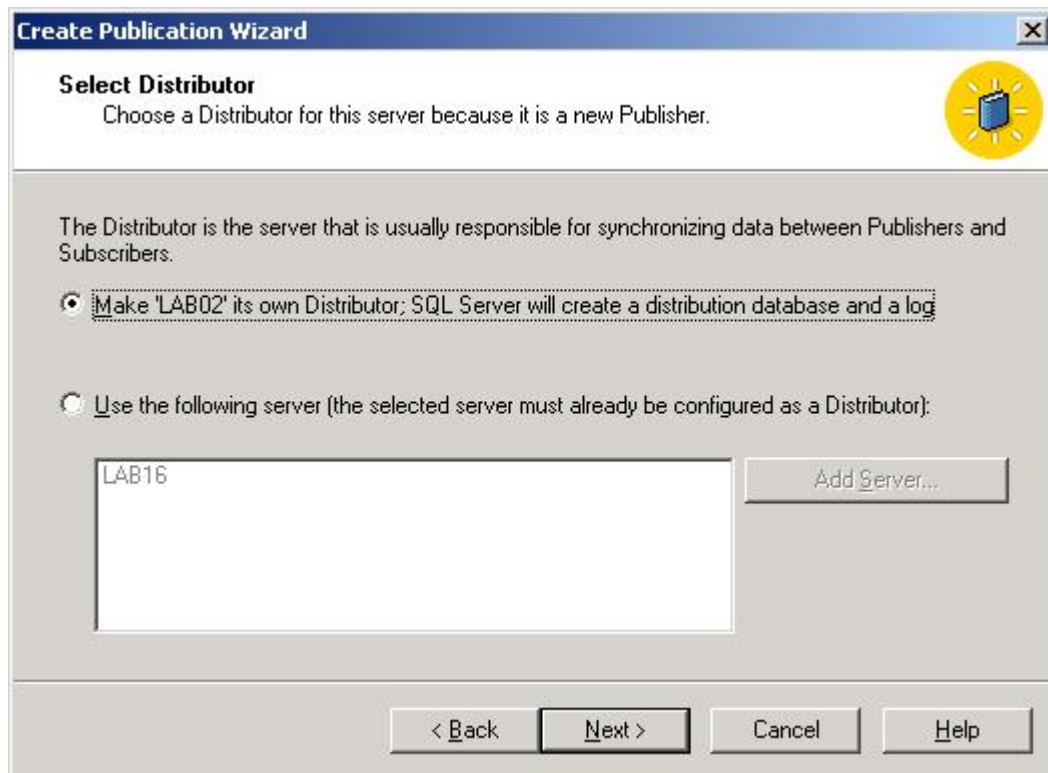 Create Publication Wizard
Select Distributor
Choose a Distributor for this server because it is a new Publisher.
The Distributor is the server that is usually responsible for synchronizing data between Publishers and
Subscribers.
Make 'LAB02' its own Distributor; SQL Server will create a distribution database and a log
Use the following server (the selected server must already be configured as a Distributor):
LAB16
Add Server...
< Back
Next >
Cancel
Help